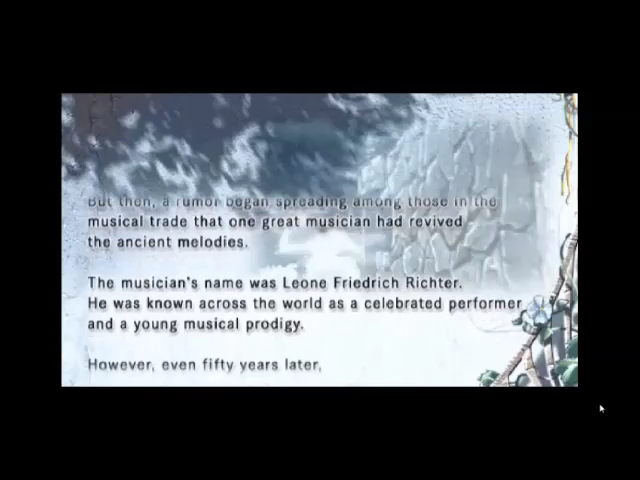 But then, a rumor began spreading among those in the
musical trade that one great musician had revived
the ancient melodies.
The musician's name was Leone Friedrich Richter.
He was known across the world as a celebrated performer
and a young musical prodigy.
However, even fifty years later,